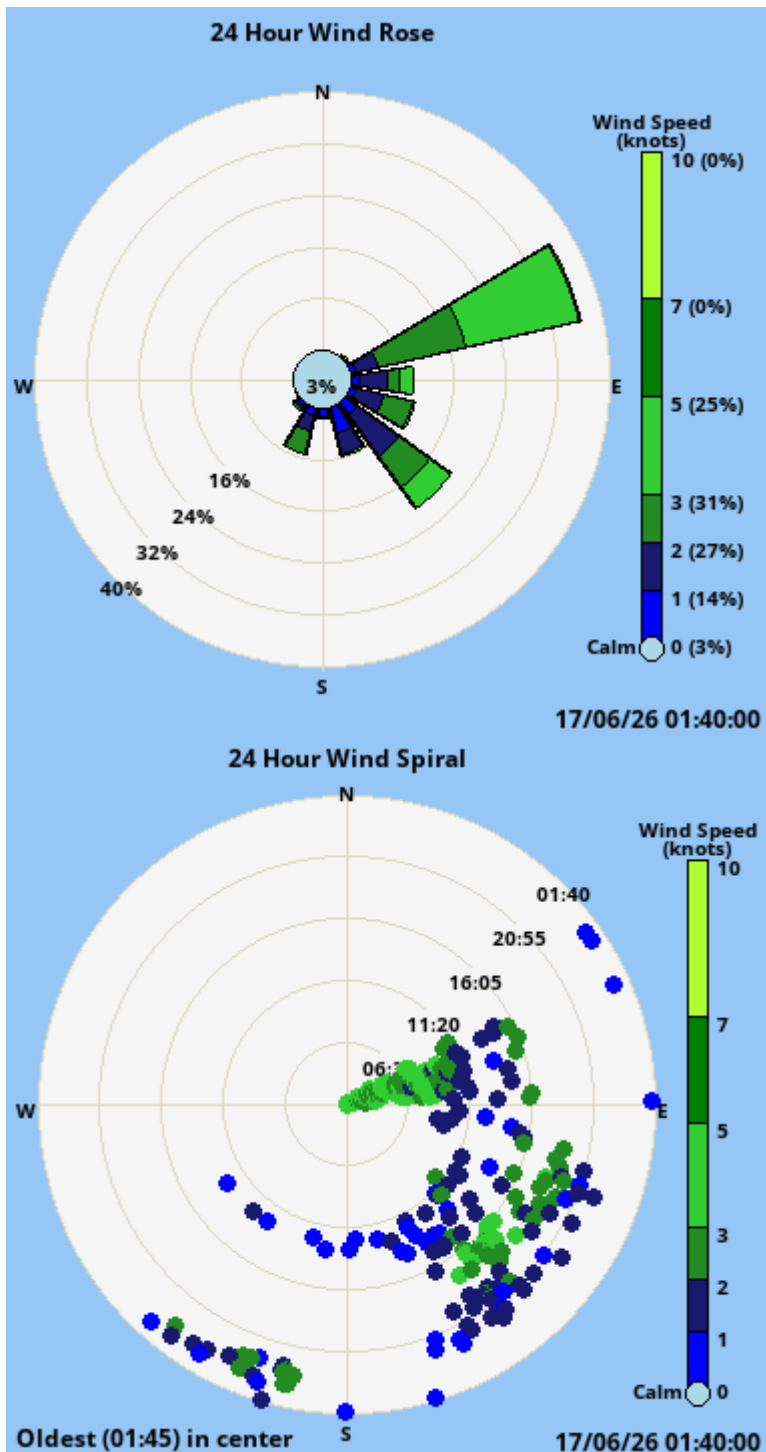 24 Hour Wind Rose
N
Wind Speed
(knots)
10 (0%)
7 (0%)
W
3%
E
5 (25%)
16%
3 (31%)
24%
2 (27%)
32%
1 (14%)
40%
Calm
0 (3%)
S
17/06/26 01:40:00
24 Hour Wind Spiral
N
Wind Speed
(knots)
10
01:40
20:55
16:05
7
11:20
06:
W
E
5
3
2
1
Calm
0
Oldest (01:45) in center
S
17/06/26 01:40:00